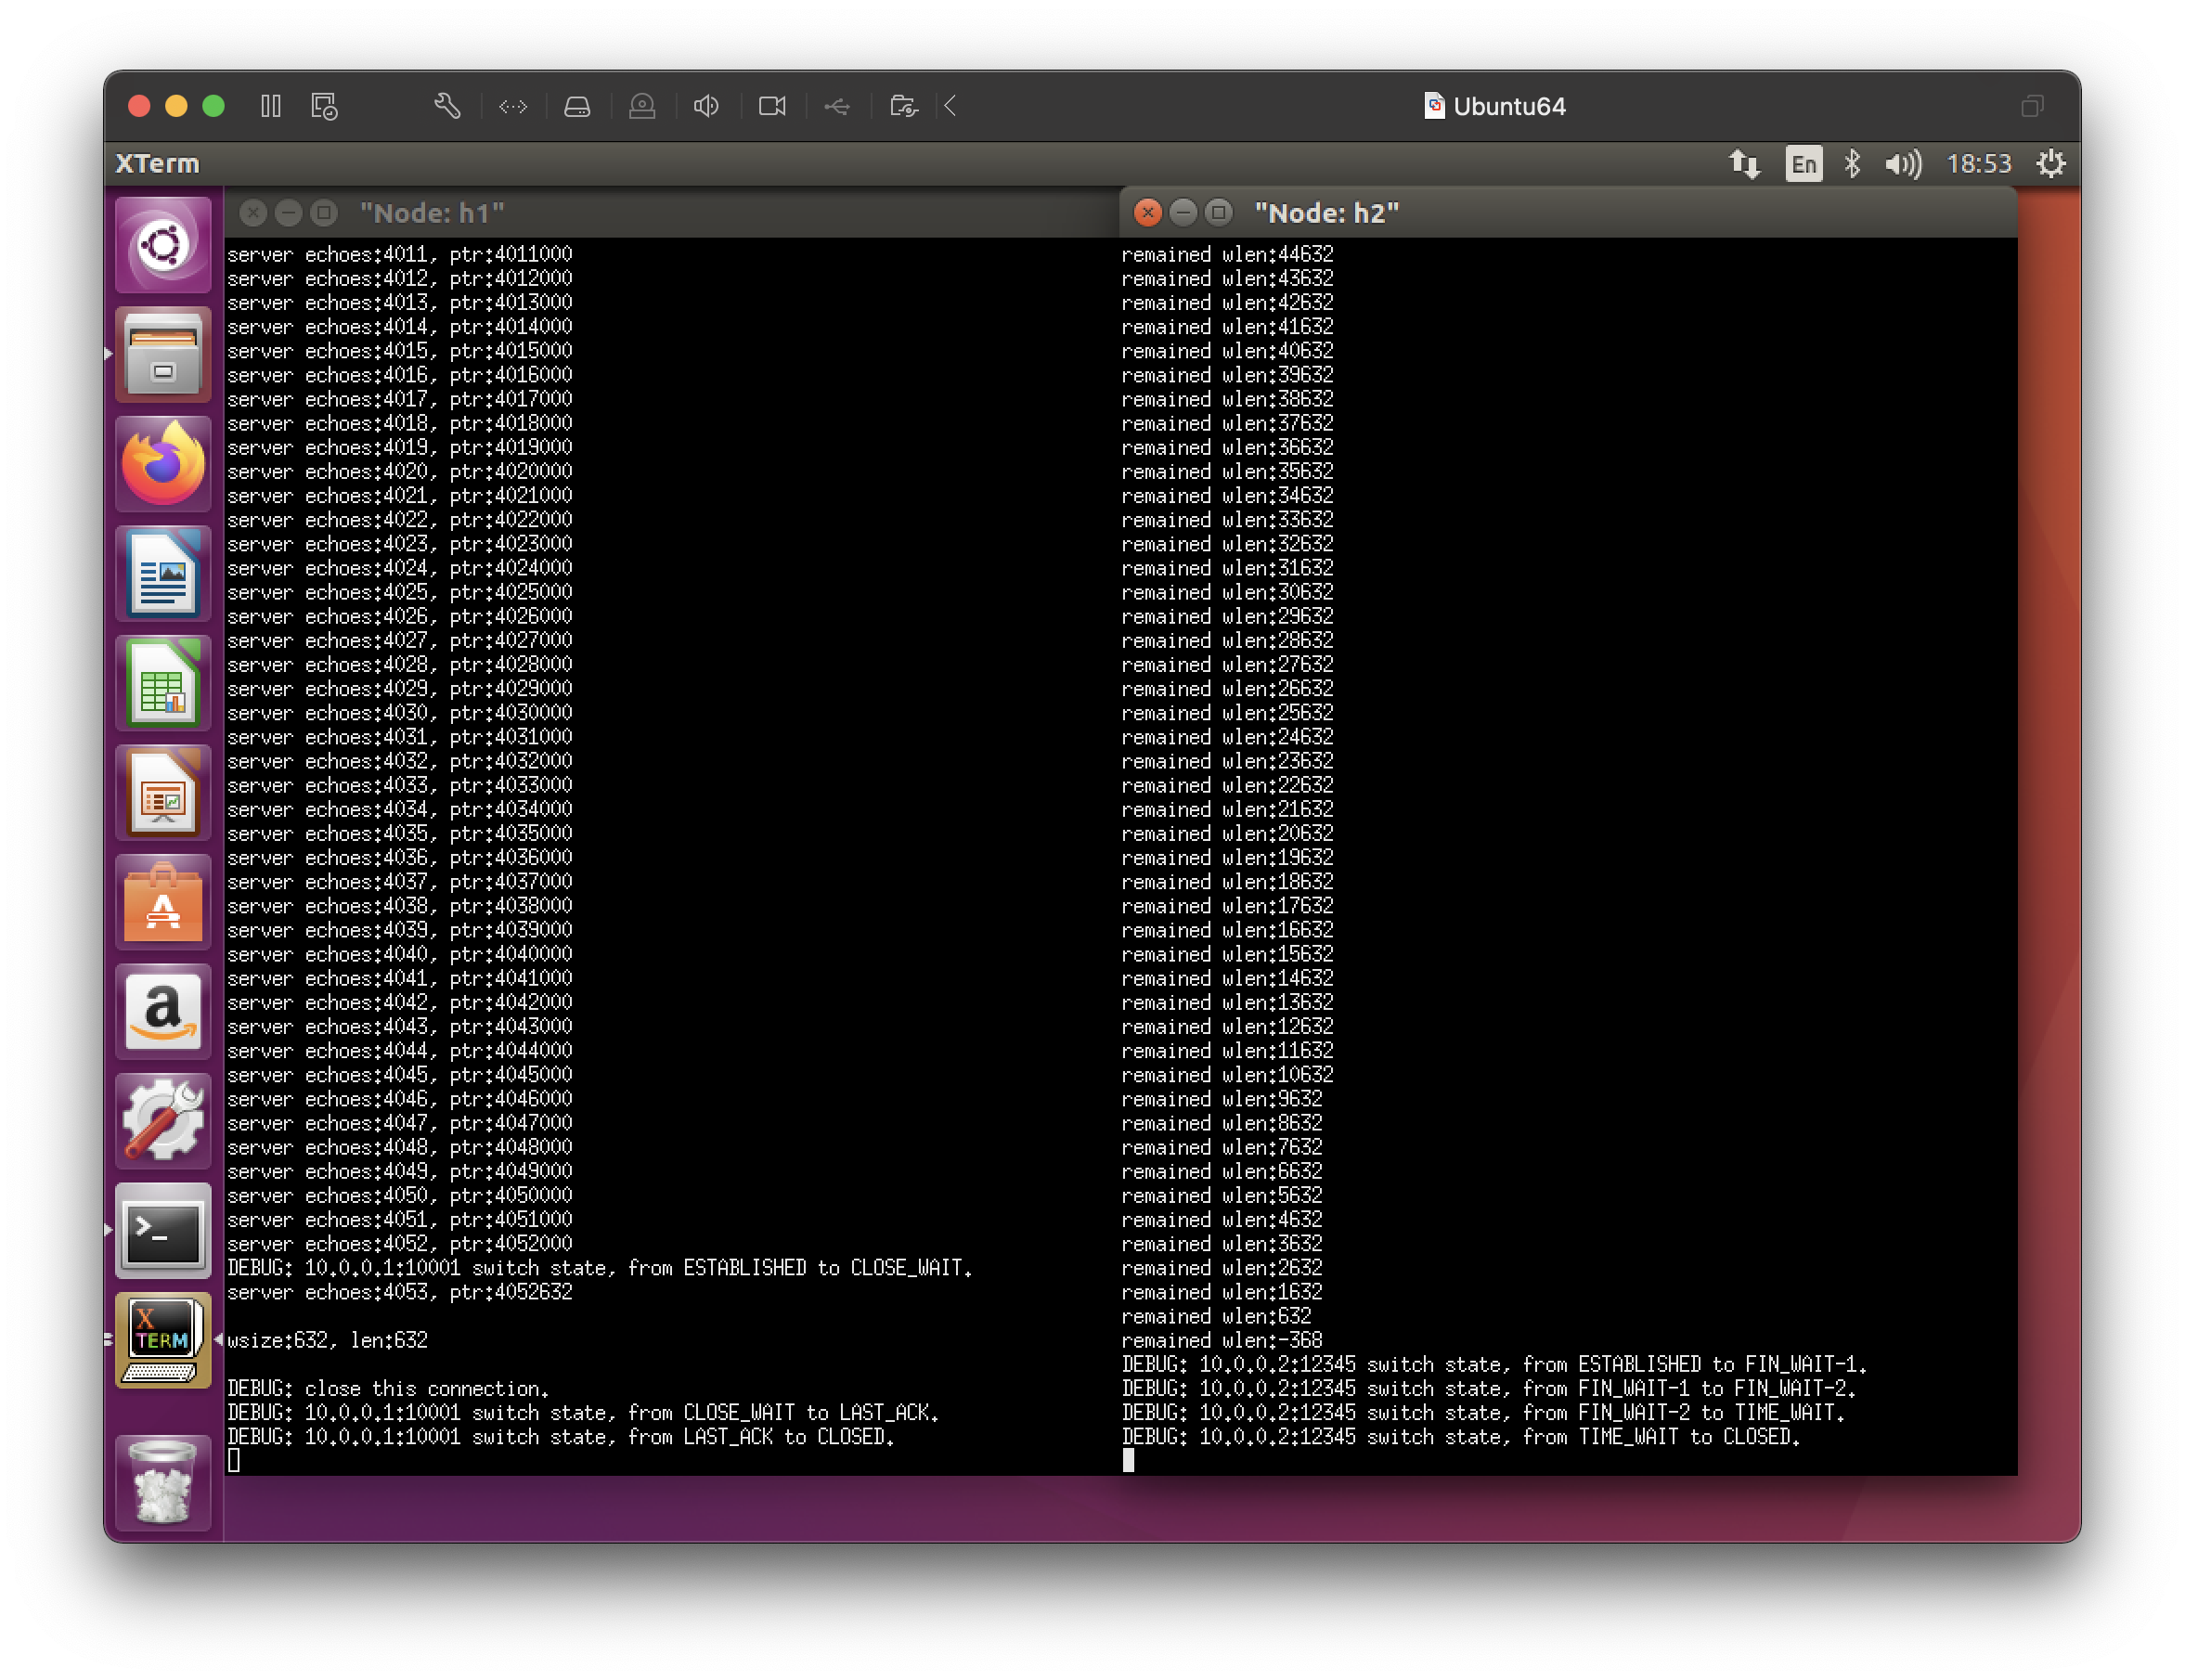 Ubuntu64
XTerm
En
18:53
"Node: h1"
server echoes:4011, ptr:4011000
server echoes:4012, ptr:4012000
server echoes:4013, ptr:4013000
server echoes:4014, ptr:4014000
server echoes:4015, ptr:4015000
server echoes:4016, ptr:4016000
server echoes:4017, ptr:4017000
server echoes:4018, ptr:4018000
server echoes:4019, ptr:4019000
server echoes:4020, ptr:4020000
server echoes:4021, ptr:4021000
server echoes:4022, ptr:4022000
server echoes:4023, ptr:4023000
server echoes:4024, ptr:4024000
server echoes:4025, ptr:4025000
server echoes:4026, ptr:4026000
server echoes:4027, ptr:4027000
server echoes:4028, ptr:4028000
server echoes:4029, ptr:4029000
server echoes:4030, ptr:4030000
server echoes:4031, ptr:4031000
server echoes:4032, ptr:4032000
server echoes:4033, ptr:4033000
server echoes:4034, ptr:4034000
server echoes:4035, ptr:4035000
server echoes:4036, ptr:4036000
server echoes:4037, ptr:4037000
server echoes:4038, ptr:4038000
server echoes:4039, ptr:4039000
server echoes:4040, ptr:4040000
server echoes:4041, ptr:4041000
server echoes:4042, ptr:4042000
server echoes:4043, ptr:4043000
server echoes:4044, ptr:4044000
server echoes:4045, ptr:4045000
server echoes:4046, ptr:4046000
server echoes:4047, ptr:4047000
server echoes:4048, ptr:4048000
server echoes:4049, ptr:4049000
server echoes:4050, ptr:4050000
server echoes:4051, ptr:4051000
server echoes:4052, ptr:4052000
DEBUG: 10.0.0.1:10001 switch state, from ESTABLISHED to CLOSE_WAIT.
server echoes:4053, ptr:4052632
wsize:632, len:632
DEBUG: close this connection.
DEBUG: 10.0.0.1:10001 switch state, from CLOSE_WAIT to LAST_ACK.
DEBUG: 10.0.0.1:10001 switch state, from LAST_ACK to CLOSED.
"Node: h2"
remained wlen:44632
remained wlen:43632
remained wlen:42632
remained wlen:41632
remained wlen:40632
remained wlen:39632
remained wlen:38632
remained wlen:37632
remained wlen:36632
remained wlen:35632
remained wlen:34632
remained wlen:33632
remained wlen:32632
remained wlen:31632
remained wlen:30632
remained wlen:29632
remained wlen:28632
remained wlen:27632
remained wlen:26632
remained wlen:25632
remained wlen:24632
remained wlen:23632
remained wlen:22632
remained wlen:21632
remained wlen:20632
remained wlen:19632
remained wlen:18632
remained wlen:17632
remained wlen:16632
remained wlen:15632
remained wlen:14632
remained wlen:13632
remained wlen:12632
remained wlen:11632
remained wlen:10632
remained wlen:9632
remained wlen:8632
remained wlen:7632
remained wlen:6632
remained wlen:5632
remained wlen:4632
remained wlen:3632
remained wlen:2632
remained wlen:1632
remained wlen:632
remained wlen:-368
DEBUG: 10.0.0.2:12345 switch state, from ESTABLISHED to FIN_WAIT-1.
DEBUG: 10.0.0.2:12345 switch state, from FIN_WAIT-1 to FIN_WAIT-2.
DEBUG: 10.0.0.2:12345 switch state, from FIN_WAIT-2 to TIME_WAIT.
DEBUG: 10.0.0.2:12345 switch state, from TIME_WAIT to CLOSED.
A
a
>_
X
TERM